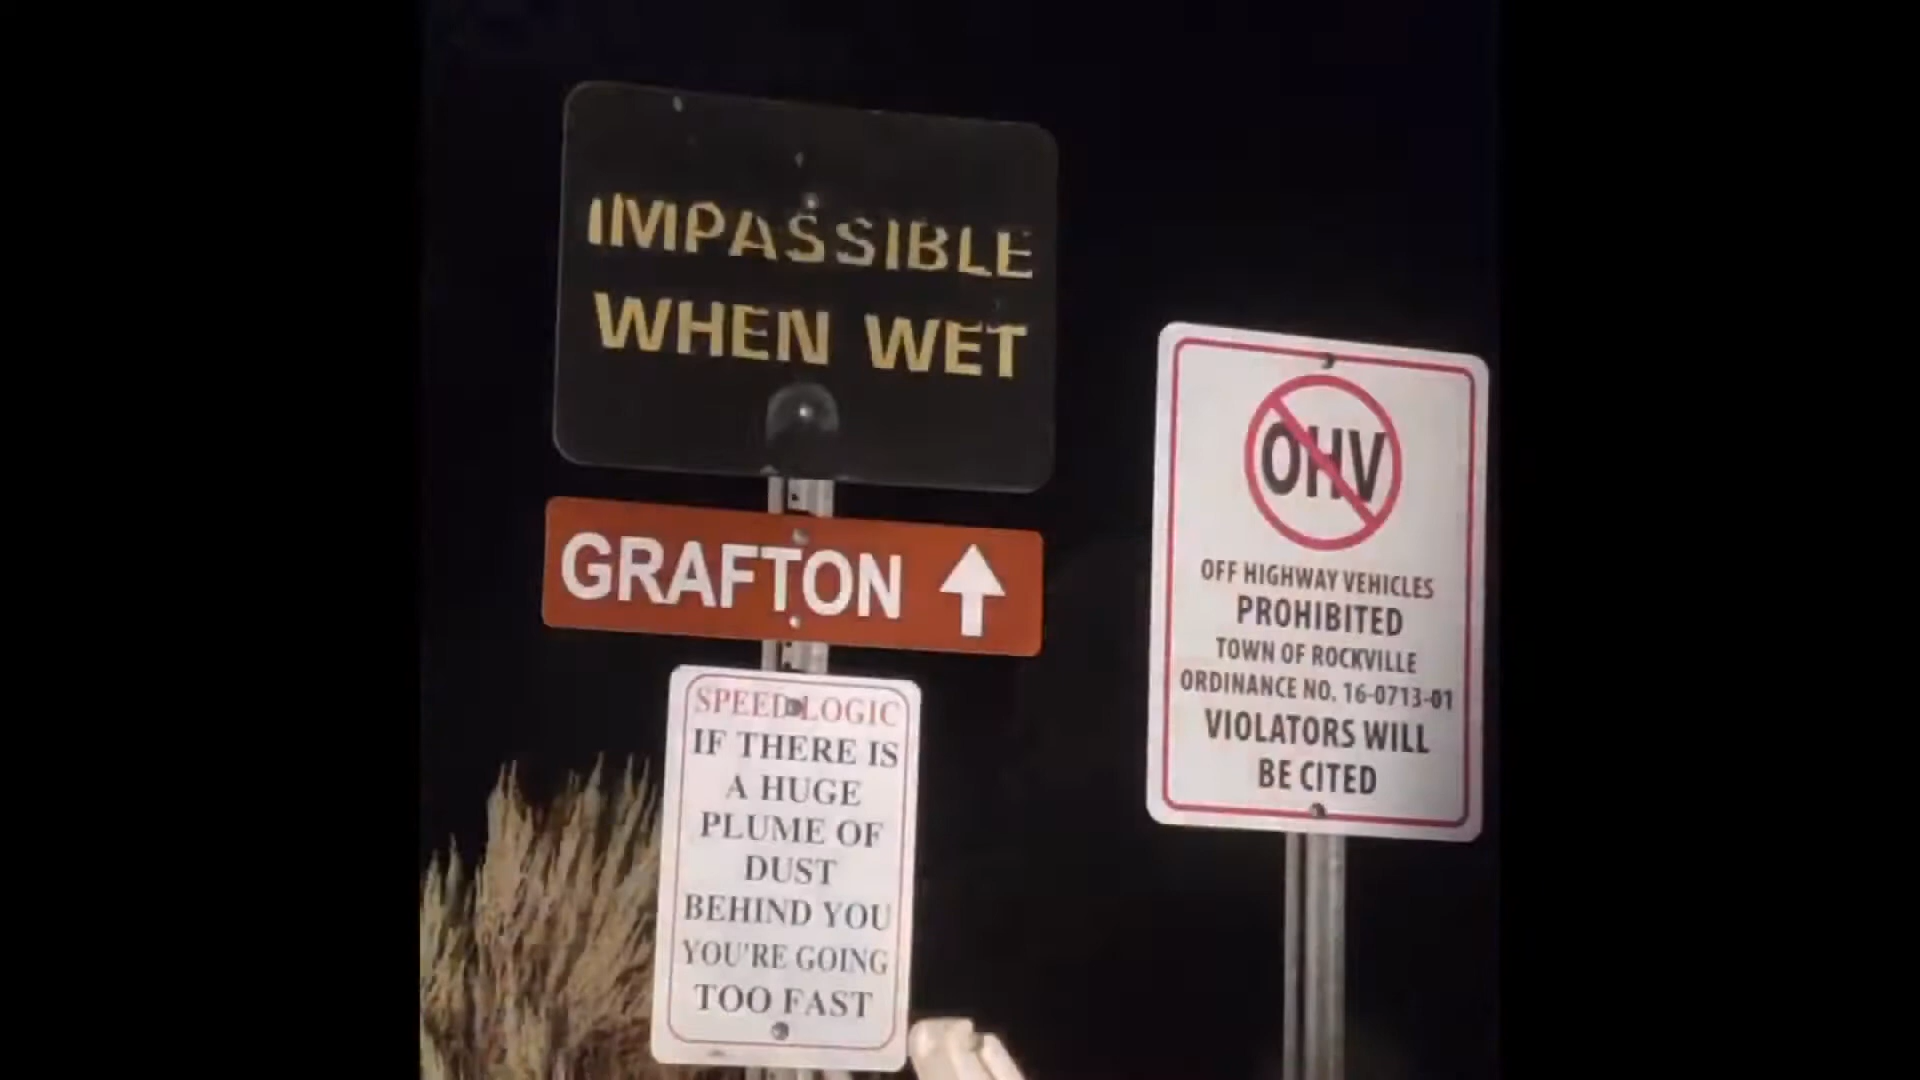 IMPASSIBLE
WHEN WET
GRAFTON
SPEED LOGIC
IF THERE IS
A HUGE
PLUME OF
DUST
BEHIND YOU
YOU'RE GOING
TOO FAST
OHV
OFF HIGHWAY VEHICLES
PROHIBITED
TOWN OF ROCKVILLE
ORDINANCE NO. 16-0713-01
VIOLATORS WILL
BE CITED